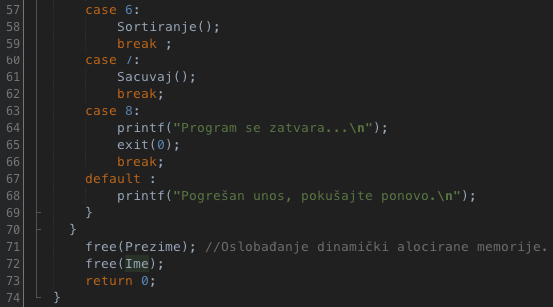 57 case 6:
58 Sortiranje();
59 break ;
60 case 7:
61 Sacuvaj();
62 break;
63 case 8:
64 printf("Program se zatvara...\n");
65 exit(0);
66 break;
67 default :
68 printf("Pogrešan unos, pokušajte ponovo.\n");
69 }
70 }
71 free(Prezime); //Oslobađanje dinamički alocirane memorije.
72 free(Ime);
73 return 0;
74 }